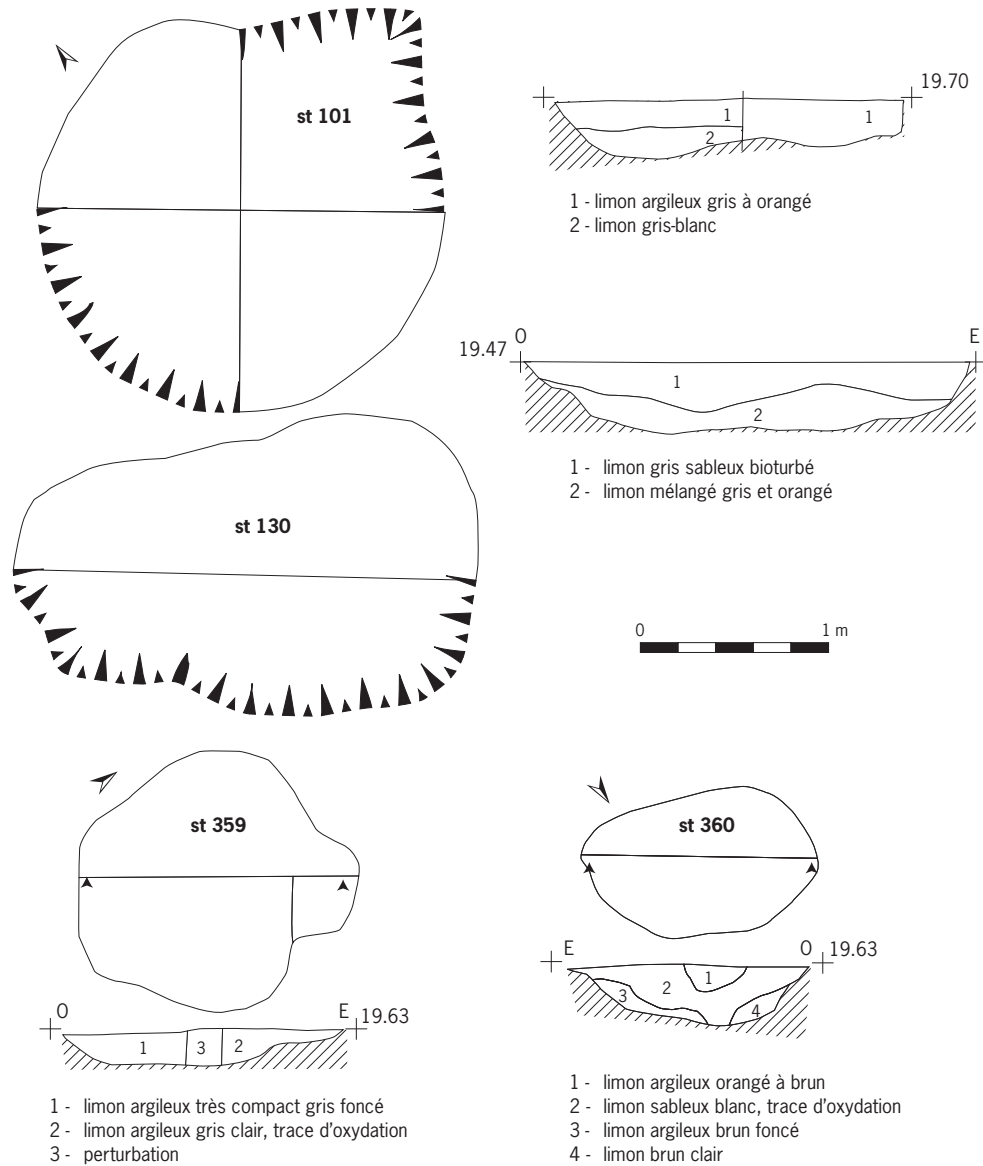 st 101
19.70
1
1
2
1 - limon argileux gris à orangé
2 - limon gris-blanc
O
E
19.47
1
2
1 - limon gris sableux bioturbé
2 - limon mélangé gris et orangé
st 130
0
1 m
st 359
O
E
19.63
1
3
2
1 - limon argileux très compact gris foncé
2 - limon argileux gris clair, trace d'oxydation
3 - perturbation
st 360
E
O
19.63
1
2
3
4
1 - limon argileux orangé à brun
2 - limon sableux blanc, trace d'oxydation
3 - limon argileux brun foncé
4 - limon brun clair